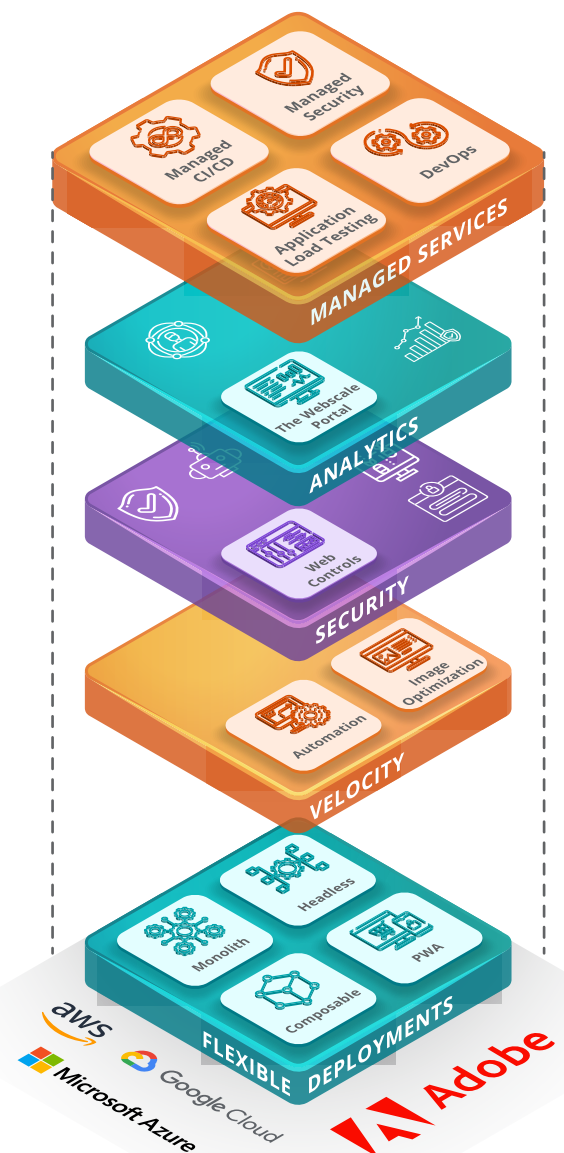 Managed
Security
Managed
CI/CD
DevOps
Application
Load Testing
MANAGED SERVICES
The Webscale
Portal
ANALYTICS
Web
Controls
SECURITY
Image
Optimization
Automation
VELOCITY
Headless
Monolith
PWA
Composable
FLEXIBLE DEPLOYMENTS
aws
Google Cloud
Microsoft Azure
Adobe